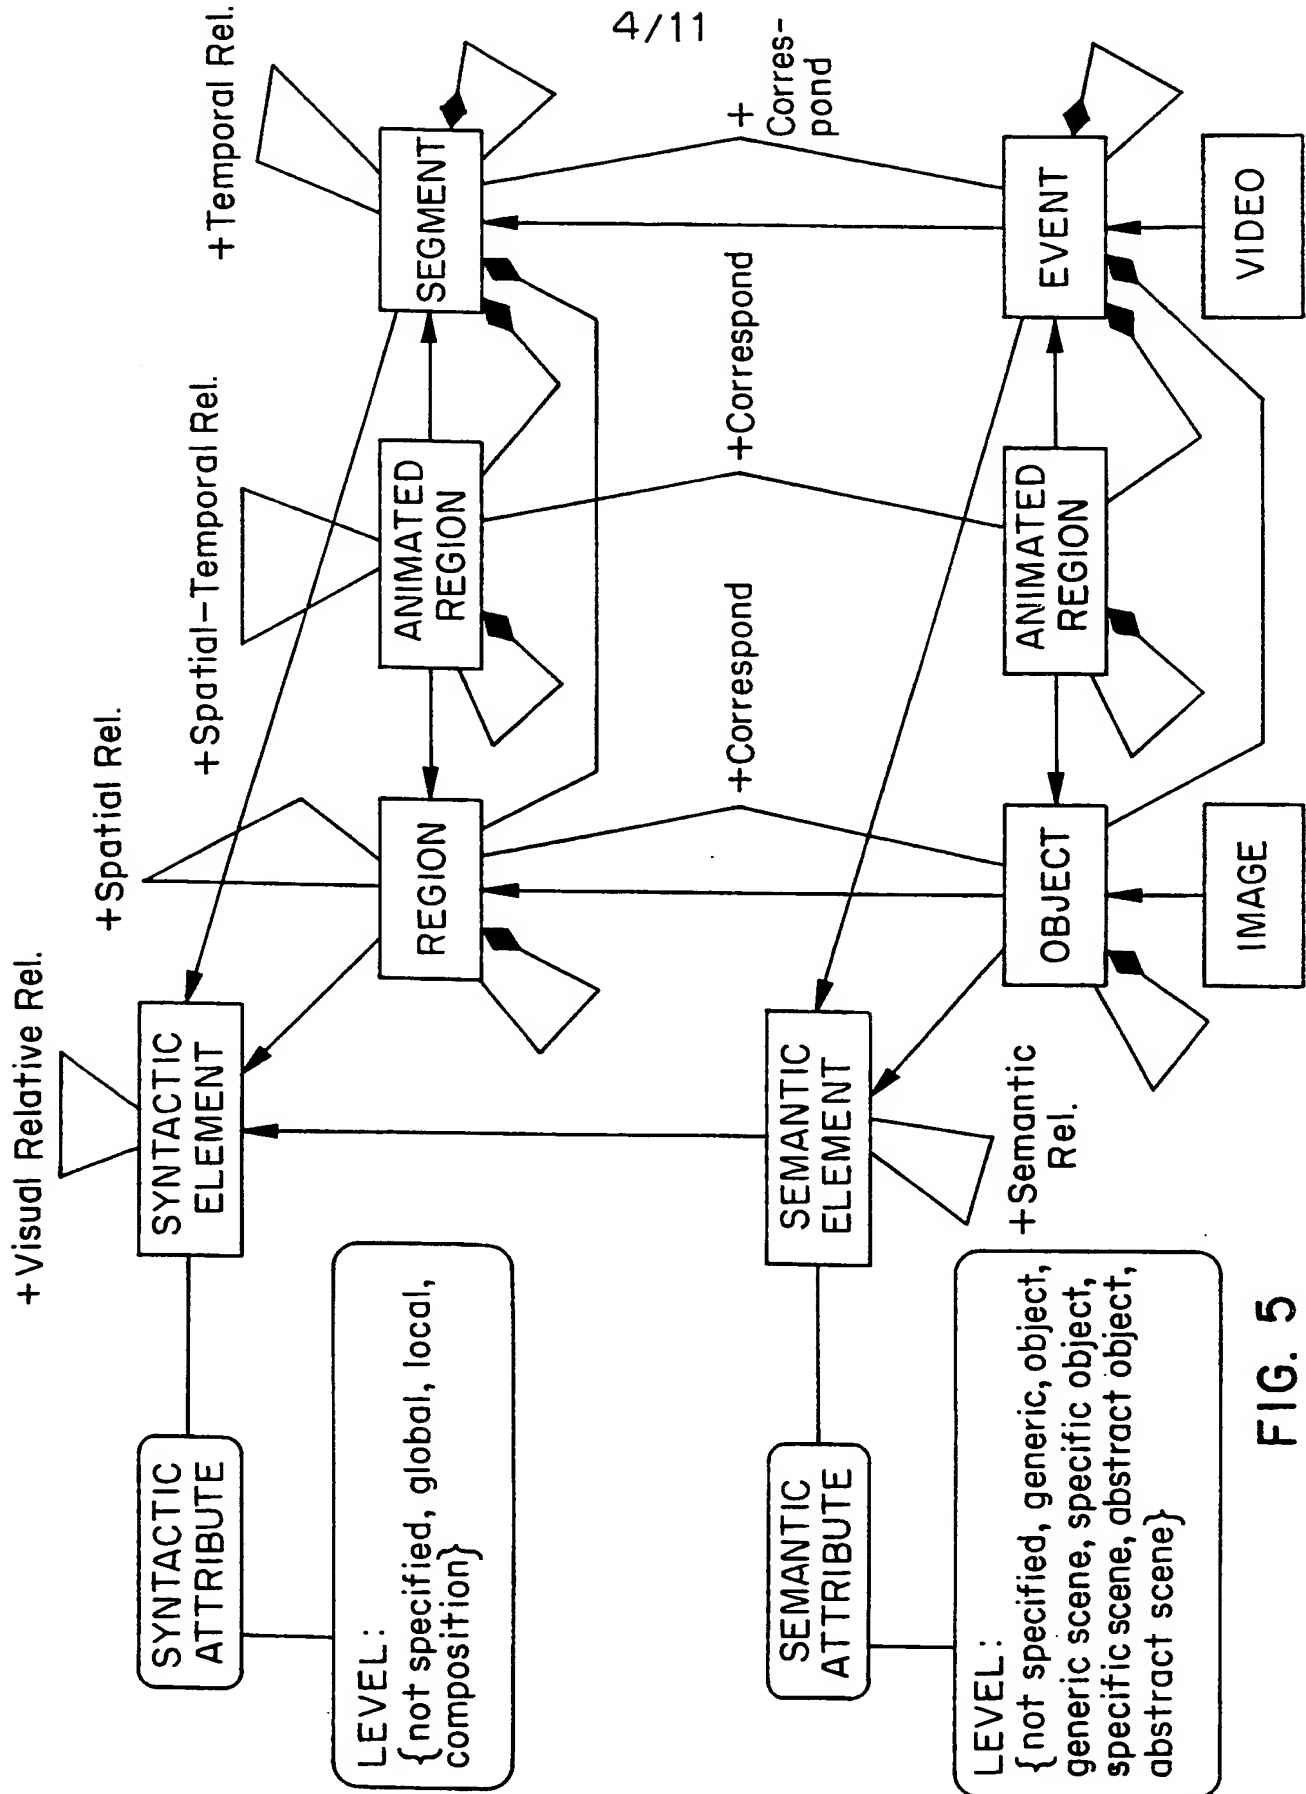 4/11
+Visual Relative Rel.
+Spatial Rel.
+Spatial-Temporal Rel.
+Temporal Rel.
SYNTACTIC
ATTRIBUTE
SYNTACTIC
ELEMENT
REGION
ANIMATED
REGION
SEGMENT
LEVEL:
{not specified, global, local,
composition}
+Correspond
+Correspond
+
Corres-
pond
SEMANTIC
ATTRIBUTE
SEMANTIC
ELEMENT
OBJECT
ANIMATED
REGION
EVENT
+Semantic
Rel.
LEVEL:
{not specified, generic, object,
generic scene, specific object,
specific scene, abstract object,
abstract scene}
IMAGE
VIDEO
FIG. 5